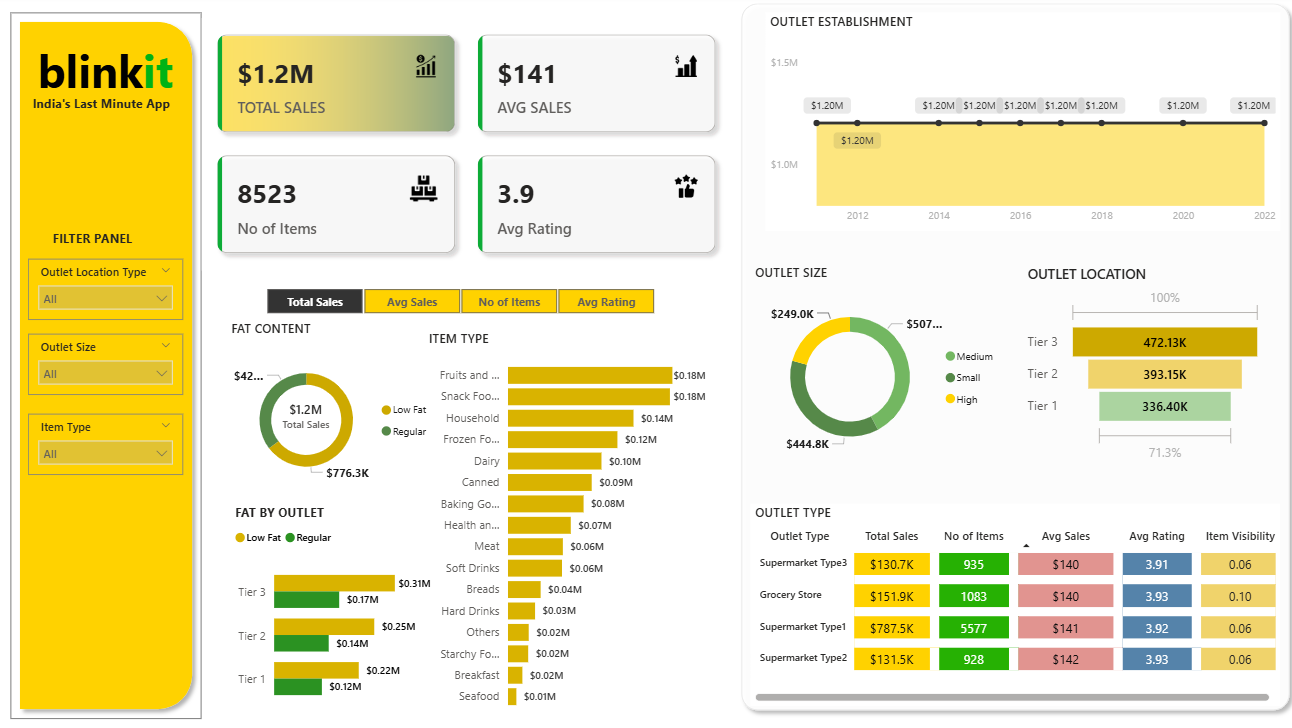 blinkit
India's Last Minute App
FILTER PANEL
Outlet Location Type
All
Outlet Size
All
Item Type
All
$1.2M
TOTAL SALES
$141
AVG SALES
8523
No of Items
3.9
Avg Rating
Total Sales Avg Sales No of Items Avg Rating
FAT CONTENT
$42...
$1.2M
Total Sales
$776.3K
Low Fat
Regular
FAT BY OUTLET
Low Fat Regular
Tier 3 $0.31M
$0.17M
Tier 2 $0.25M
$0.14M
Tier 1 $0.22M
$0.12M
ITEM TYPE
Fruits and ... $0.18M
Snack Foo... $0.18M
Household $0.14M
Frozen Fo... $0.12M
Dairy $0.10M
Canned $0.09M
Baking Go... $0.08M
Health an... $0.07M
Meat $0.06M
Soft Drinks $0.06M
Breads $0.04M
Hard Drinks $0.03M
Others $0.02M
Starchy Fo... $0.02M
Breakfast $0.02M
Seafood $0.01M
OUTLET ESTABLISHMENT
$1.5M
$1.20M $1.20M $1.20M $1.20M $1.20M $1.20M $1.20M $1.20M
$1.20M
$1.0M
2012 2014 2016 2018 2020 2022
OUTLET SIZE
$249.0K
$507...
$444.8K
Medium
Small
High
OUTLET LOCATION
100%
Tier 3 472.13K
Tier 2 393.15K
Tier 1 336.40K
71.3%
OUTLET TYPE
Outlet Type Total Sales No of Items Avg Sales Avg Rating Item Visibility
Supermarket Type3 $130.7K 935 $140 3.91 0.06
Grocery Store $151.9K 1083 $140 3.93 0.10
Supermarket Type1 $787.5K 5577 $141 3.92 0.06
Supermarket Type2 $131.5K 928 $142 3.93 0.06